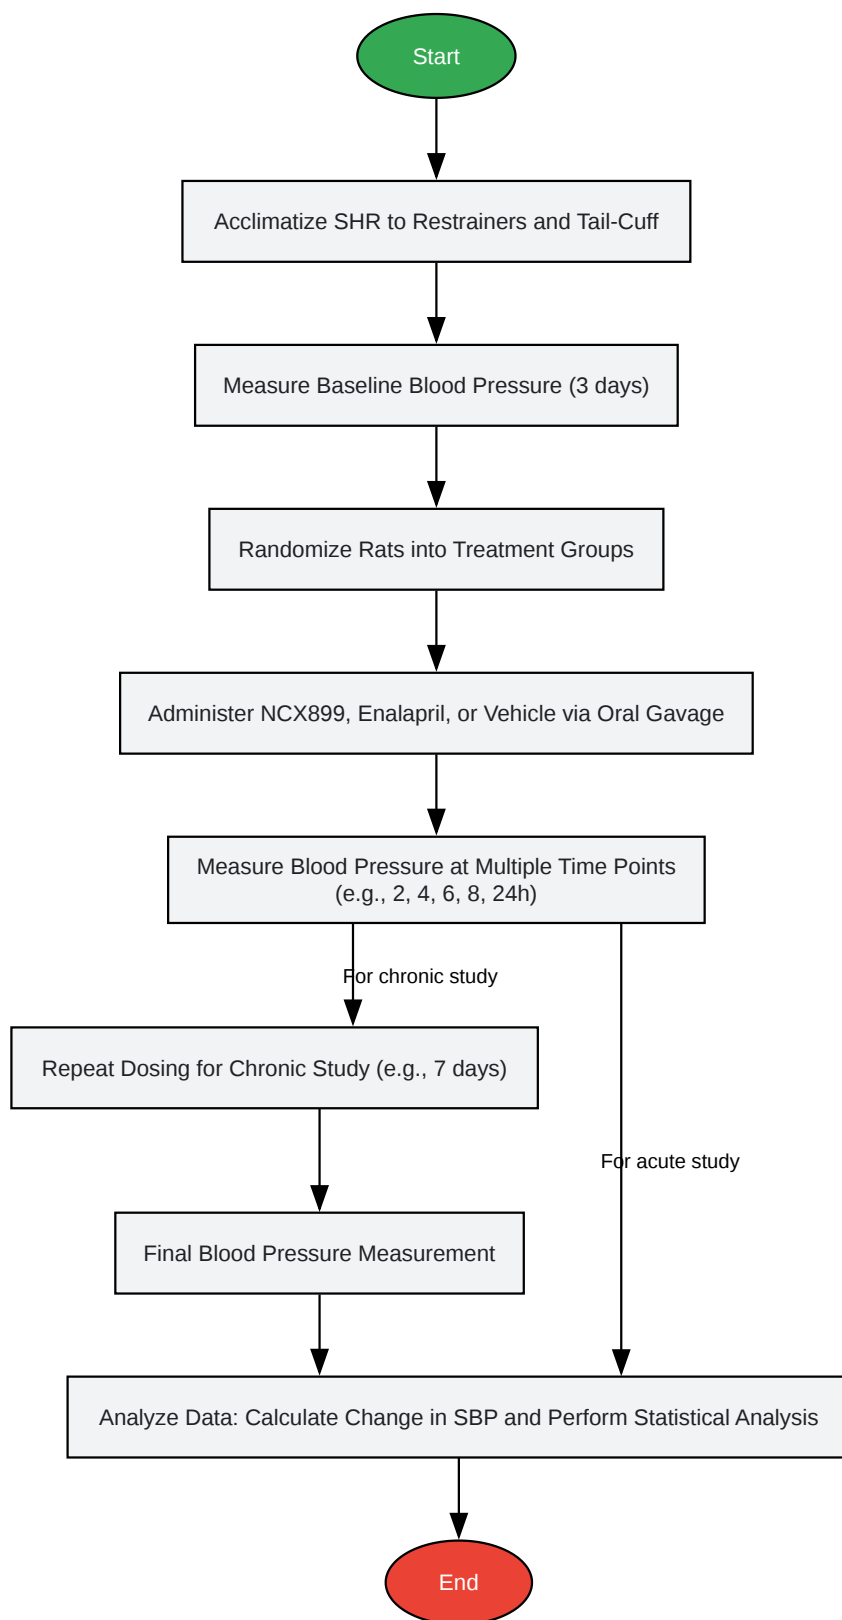 Start
Acclimatize SHR to Restrainers and Tail-Cuff
Measure Baseline Blood Pressure (3 days)
Randomize Rats into Treatment Groups
Administer NCX899, Enalapril, or Vehicle via Oral Gavage
Measure Blood Pressure at Multiple Time Points
(e.g., 2, 4, 6, 8, 24h)
For chronic study
Repeat Dosing for Chronic Study (e.g., 7 days)
For acute study
Final Blood Pressure Measurement
Analyze Data: Calculate Change in SBP and Perform Statistical Analysis
End